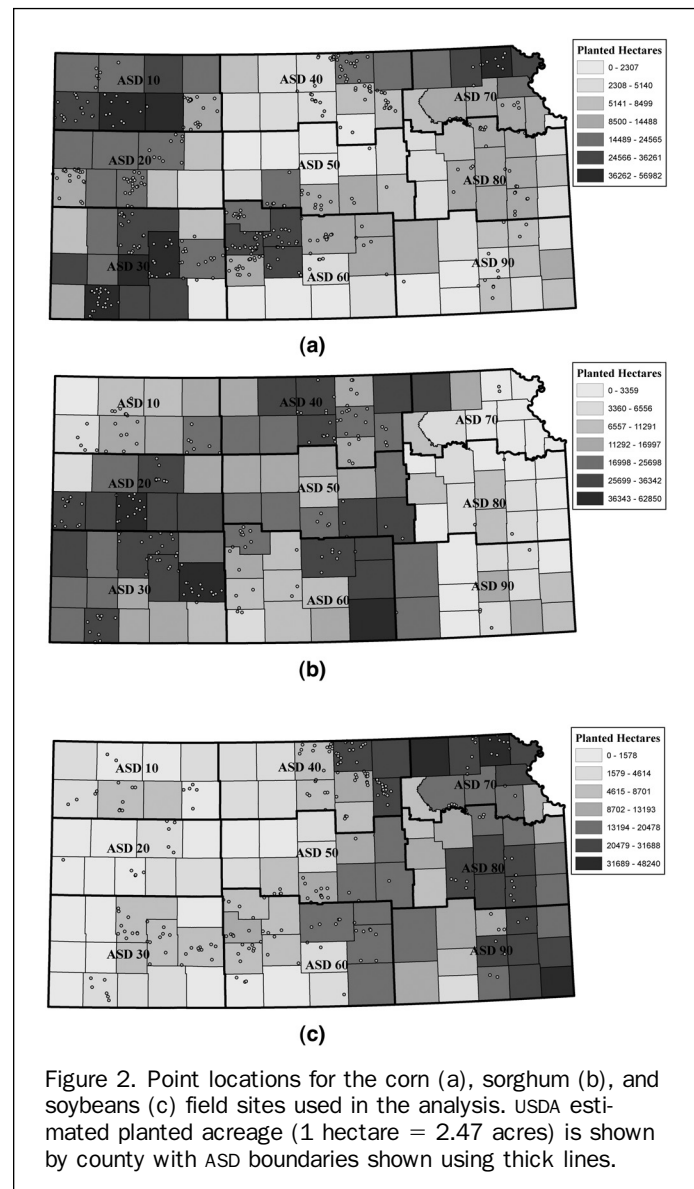 ASD 10
ASD 40
ASD 70
ASD 20
ASD 50
ASD 80
ASD 30
ASD 60
ASD 90
Planted Hectares
0 - 2307
2308 - 5140
5141 - 8499
8500 - 14488
14489 - 24565
24566 - 36261
36262 - 56982
(a)
ASD 10
ASD 40
ASD 70
ASD 20
ASD 50
ASD 80
ASD 30
ASD 60
ASD 90
Planted Hectares
0 - 3359
3360 - 6556
6557 - 11291
11292 - 16997
16998 - 25698
25699 - 36342
36343 - 62850
(b)
ASD 10
ASD 40
ASD 70
ASD 20
ASD 50
ASD 80
ASD 30
ASD 60
ASD 90
Planted Hectares
0 - 1578
1579 - 4614
4615 - 8701
8702 - 13193
13194 - 20478
20479 - 31688
31689 - 48240
(c)
Figure 2. Point locations for the corn (a), sorghum (b), and
soybeans (c) field sites used in the analysis. USDA esti-
mated planted acreage (1 hectare = 2.47 acres) is shown
by county with ASD boundaries shown using thick lines.